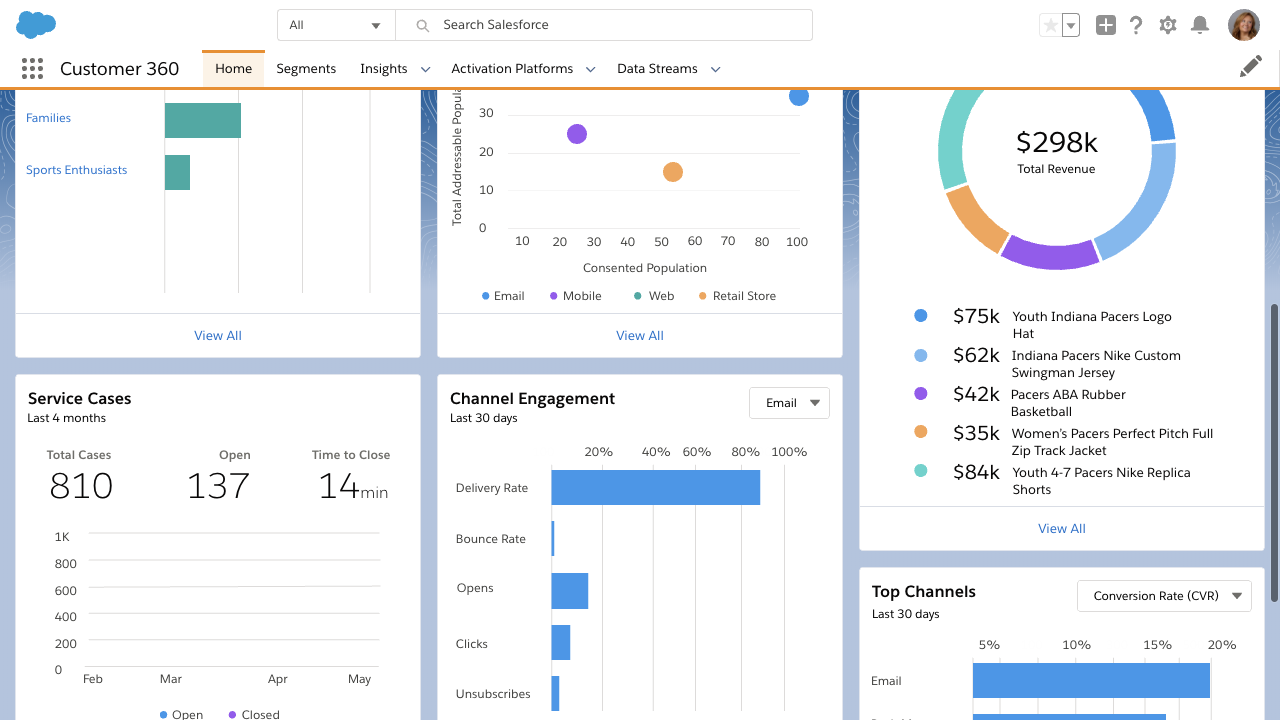 All
Search Salesforce
Customer 360
Home
Segments
Insights
Activation Platforms
Data Streams
Families
Sports Enthusiasts
View All
Total Addressable Popula
30
20
10
0
10 20 30 40 50 60 70 80 100
Consented Population
Email Mobile Web Retail Store
View All
$298k
Total Revenue
$75k Youth Indiana Pacers Logo
Hat
$62k Indiana Pacers Nike Custom
Swingman Jersey
$42k Pacers ABA Rubber
Basketball
$35k Women’s Pacers Perfect Pitch Full
Zip Track Jacket
$84k Youth 4-7 Pacers Nike Replica
Shorts
View All
Service Cases
Last 4 months
Total Cases Open Time to Close
810 137 14min
1K
800
600
400
200
0
Feb Mar Apr May
Open Closed
Channel Engagement
Last 30 days
Email
20% 40% 60% 80% 100%
Delivery Rate
Bounce Rate
Opens
Clicks
Unsubscribes
Top Channels
Last 30 days
Conversion Rate (CVR)
5% 10% 15% 20%
Email